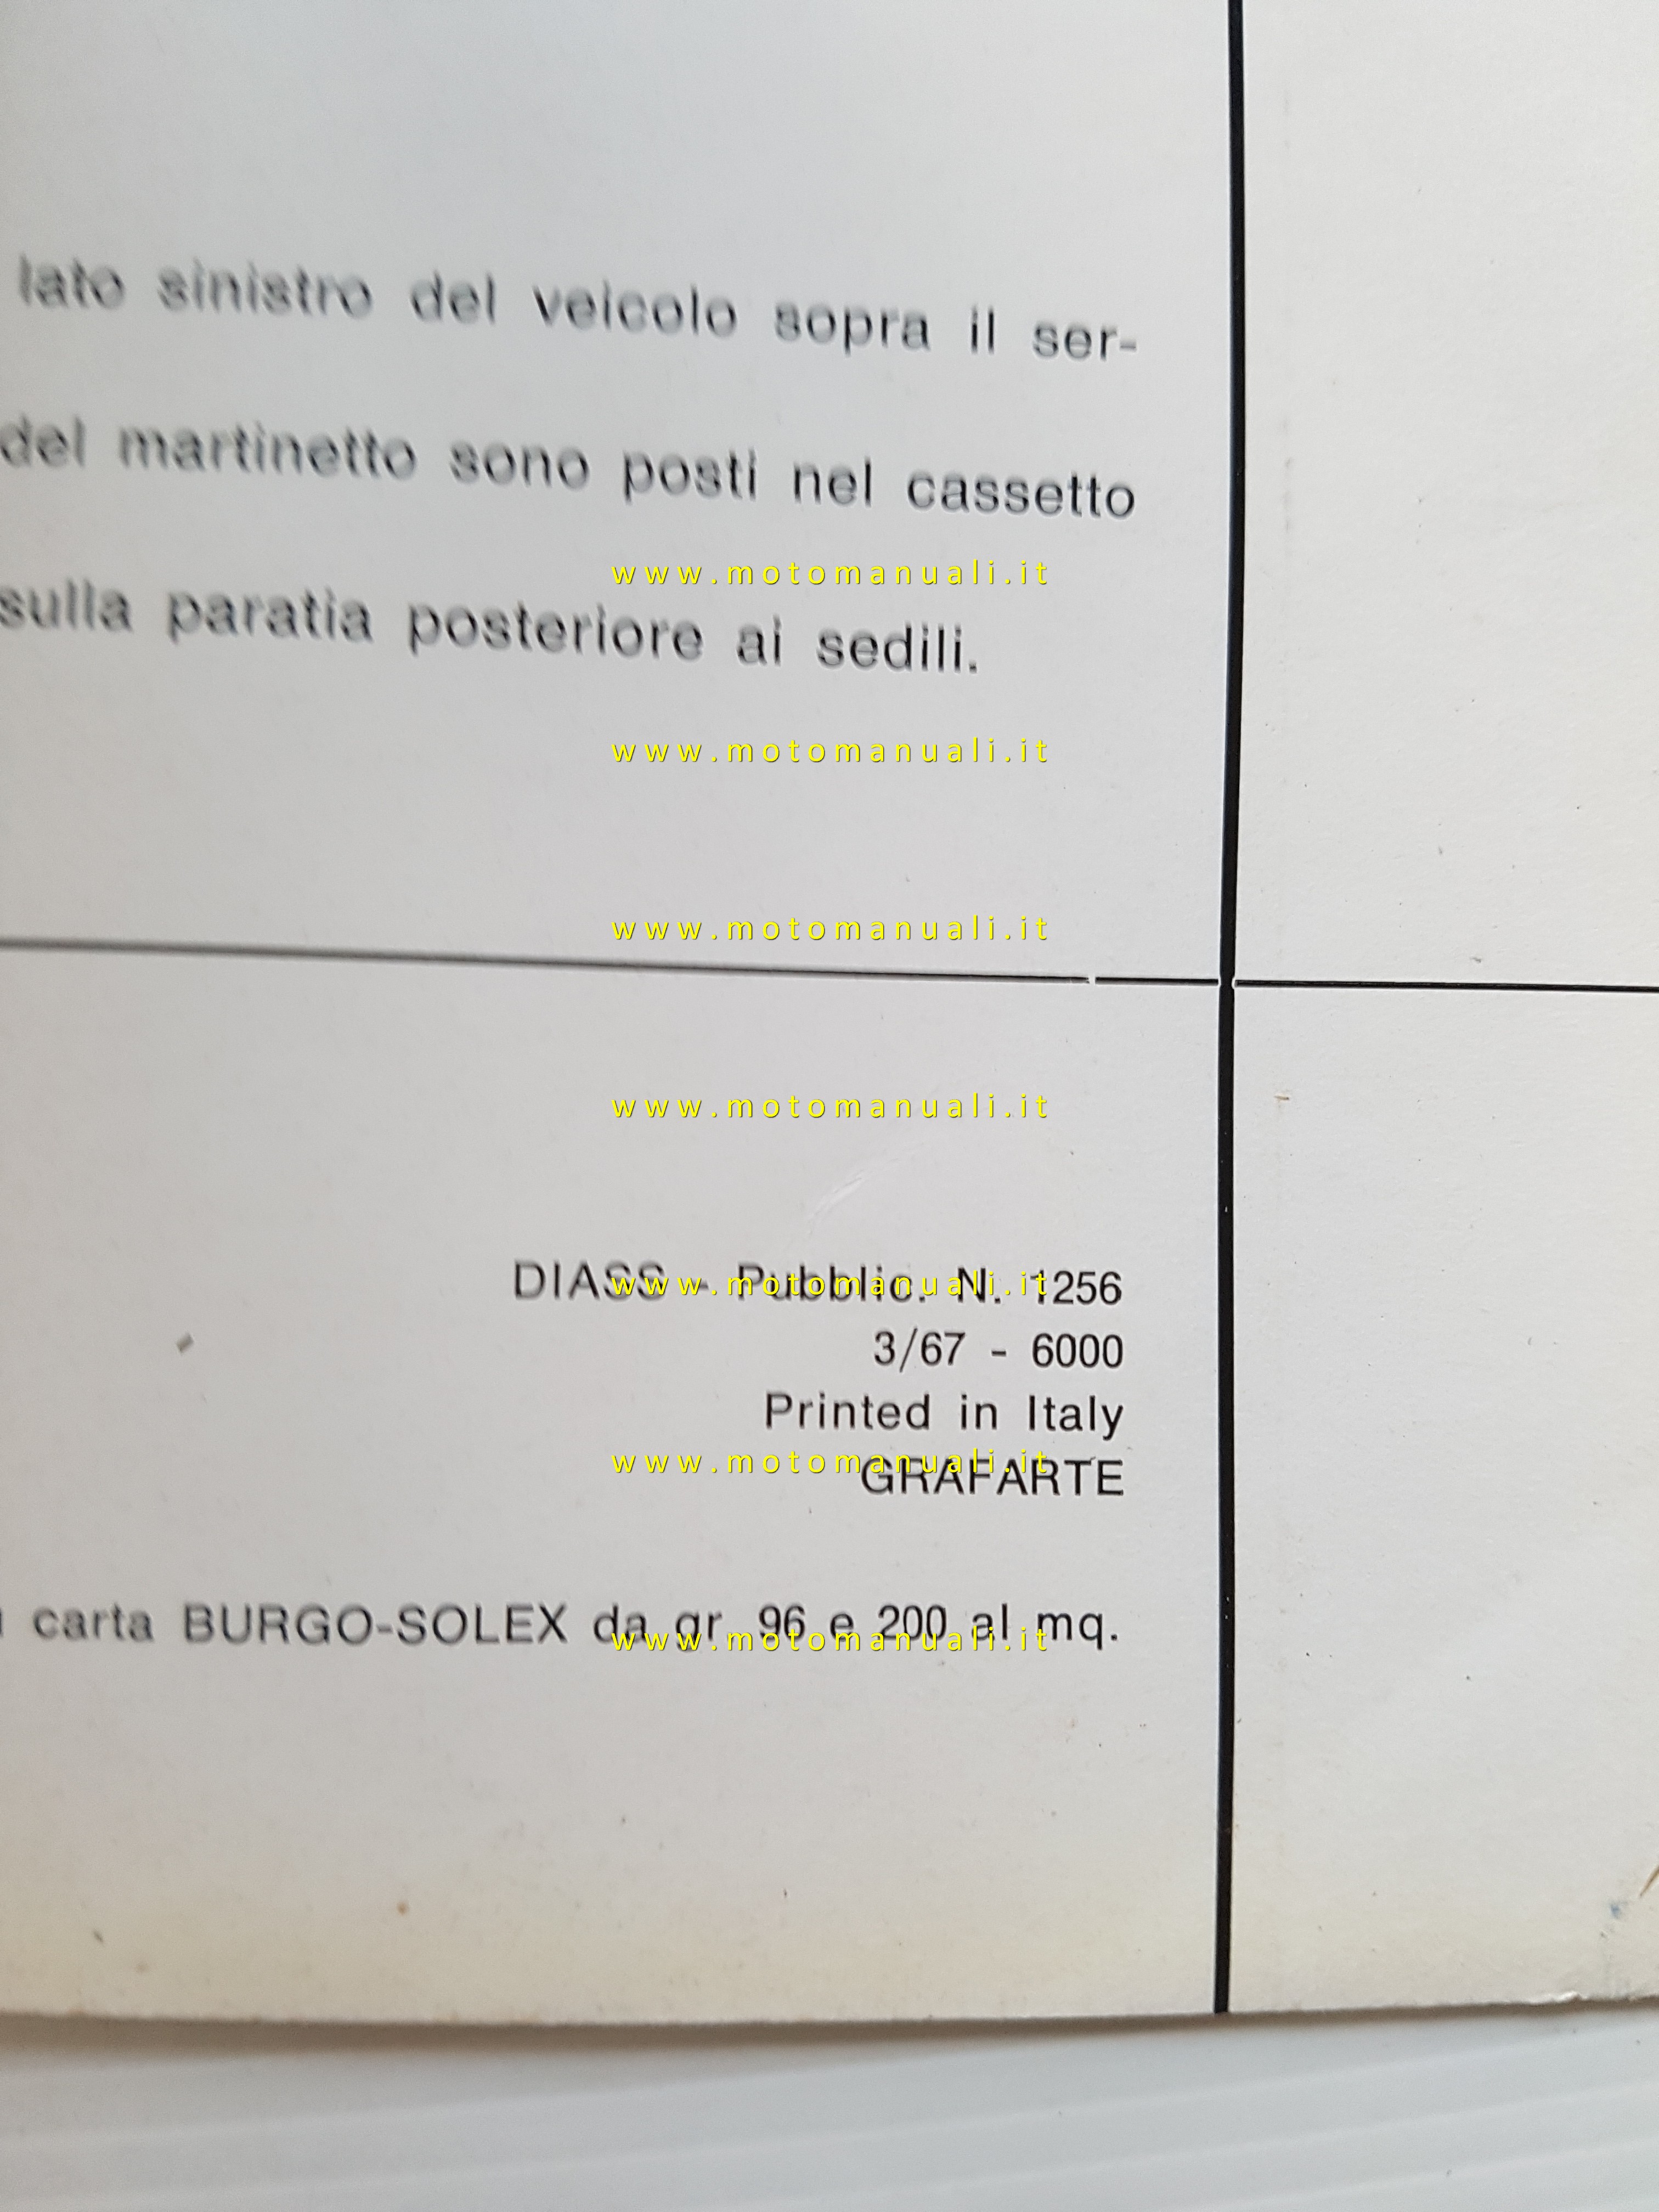 lato sinistro del veicolo sopra il ser-
del martinetto sono posti nel cassetto
www.motomanuali.it
sulla paratia posteriore ai sedili.
www.motomanuali.it
www.motomanuali.it
www.motomanuali.it
DIASS - Pubblic. N. 1256
www.motomanuali.it
3/67 - 6000
Printed in Italy
www.motomanuali.it
GRAFARTE
carta BURGO-SOLEX da gr. 96 e 200 al mq.
www.motomanuali.it